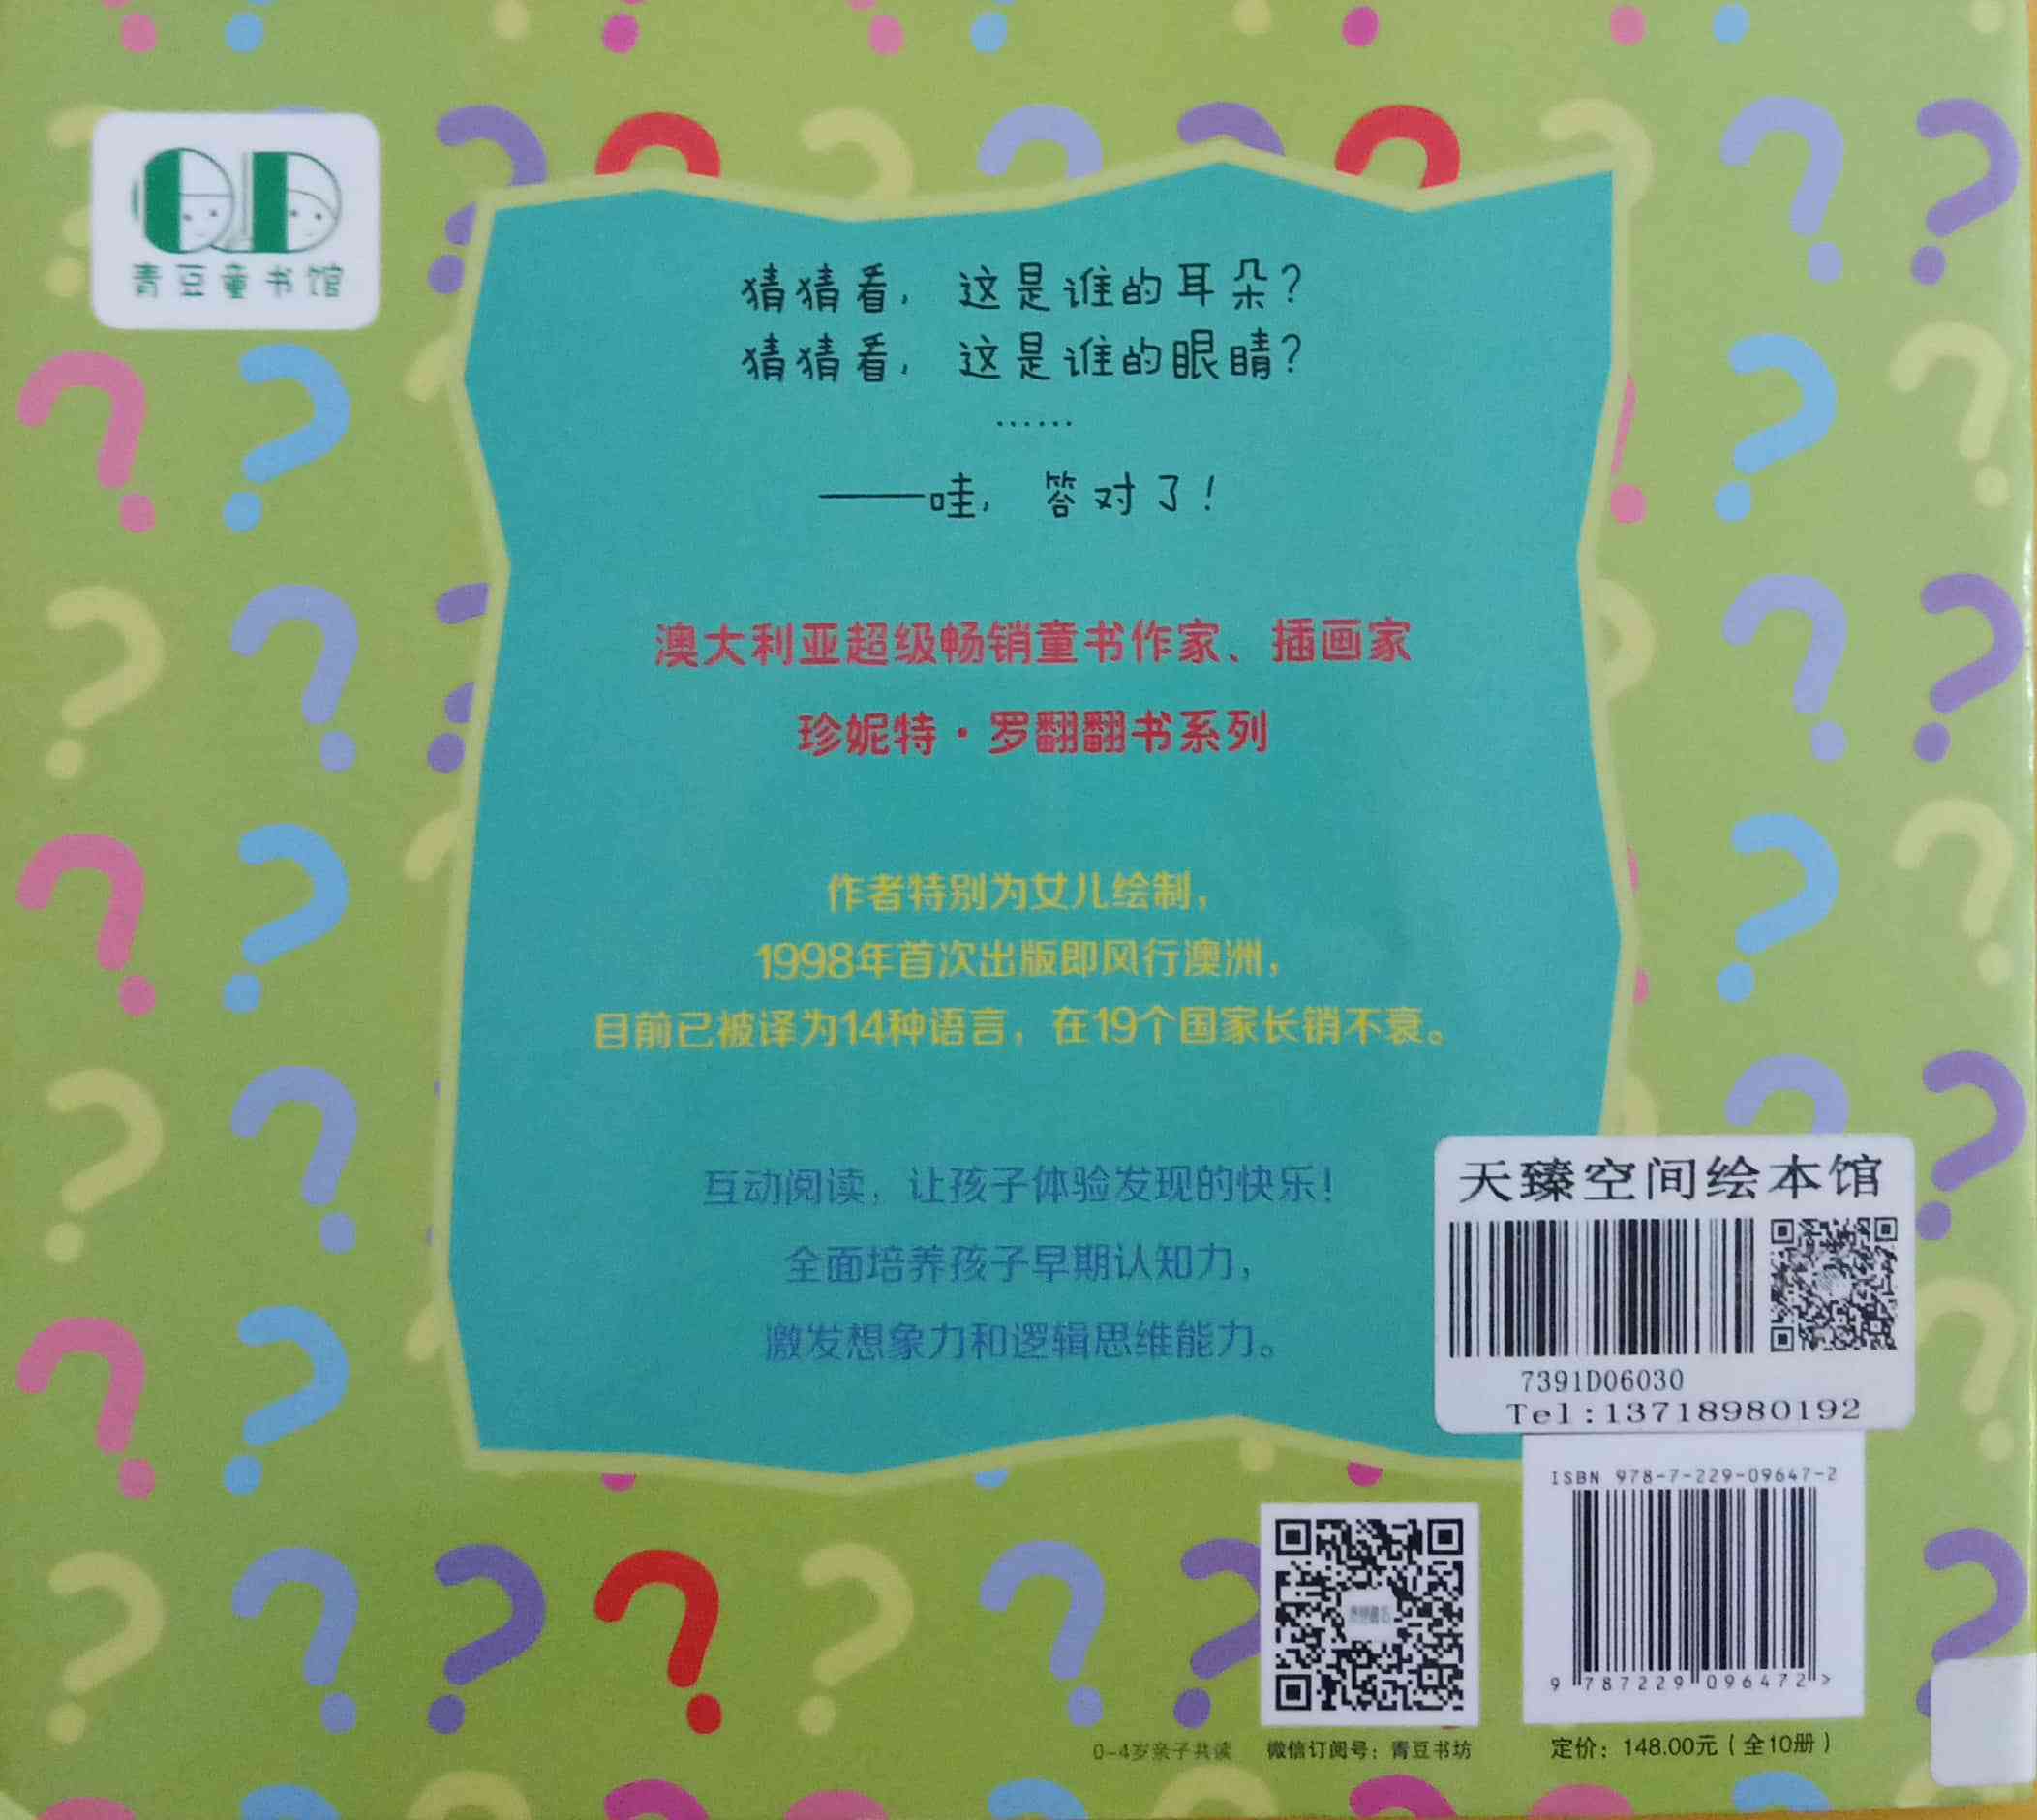 青豆童书馆
猜猜看，这是谁的耳朵？
猜猜看，这是谁的眼睛？
……
——哇，答对了！
澳大利亚超级畅销童书作家、插画家
珍妮特·罗翻翻书系列
作者特别为女儿绘制，
1998年首次出版即风行澳洲，
目前已被译为14种语言，在19个国家长销不衰。
互动阅读，让孩子体验发现的快乐！
全面培养孩子早期认知力，
激发想象力和逻辑思维能力。
天臻空间绘本馆
7391D06030
Tel:13718980192
ISBN 978-7-229-09647-2
9 787229 096472>
0-4岁亲子共读
微信订阅号：青豆书坊
定价：148.00元（全10册）